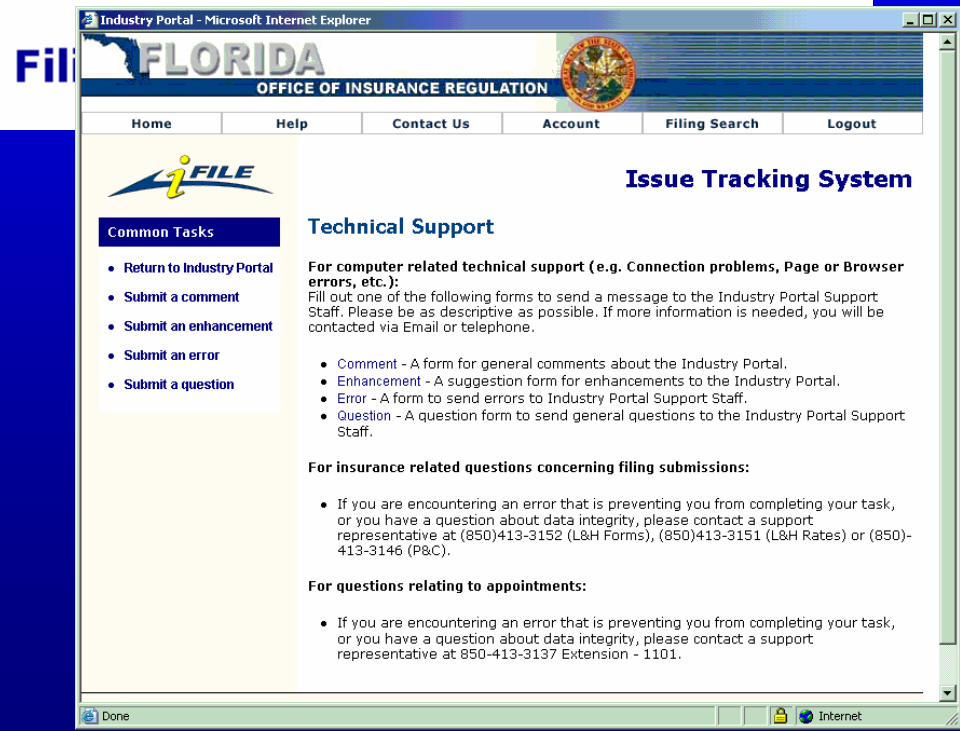 Industry Portal - Microsoft Internet Explorer
Fili
FLORIDA
OFFICE OF INSURANCE REGULATION
Home Help Contact Us Account Filing Search Logout
iFILE
Issue Tracking System
Common Tasks
Return to Industry Portal
Submit a comment
Submit an enhancement
Submit an error
Submit a question
Technical Support
For computer related technical support (e.g. Connection problems, Page or Browser
errors, etc.):
Fill out one of the following forms to send a message to the Industry Portal Support
Staff. Please be as descriptive as possible. If more information is needed, you will be
contacted via Email or telephone.
Comment - A form for general comments about the Industry Portal.
Enhancement - A suggestion form for enhancements to the Industry Portal.
Error - A form to send errors to Industry Portal Support Staff.
Question - A question form to send general questions to the Industry Portal Support
Staff.
For insurance related questions concerning filing submissions:
If you are encountering an error that is preventing you from completing your task,
or you have a question about data integrity, please contact a support
representative at (850)413-3152 (L&H Forms), (850)413-3151 (L&H Rates) or (850)-
413-3146 (P&C).
For questions relating to appointments:
If you are encountering an error that is preventing you from completing your task,
or you have a question about data integrity, please contact a support
representative at 850-413-3137 Extension - 1101.
Done
Internet